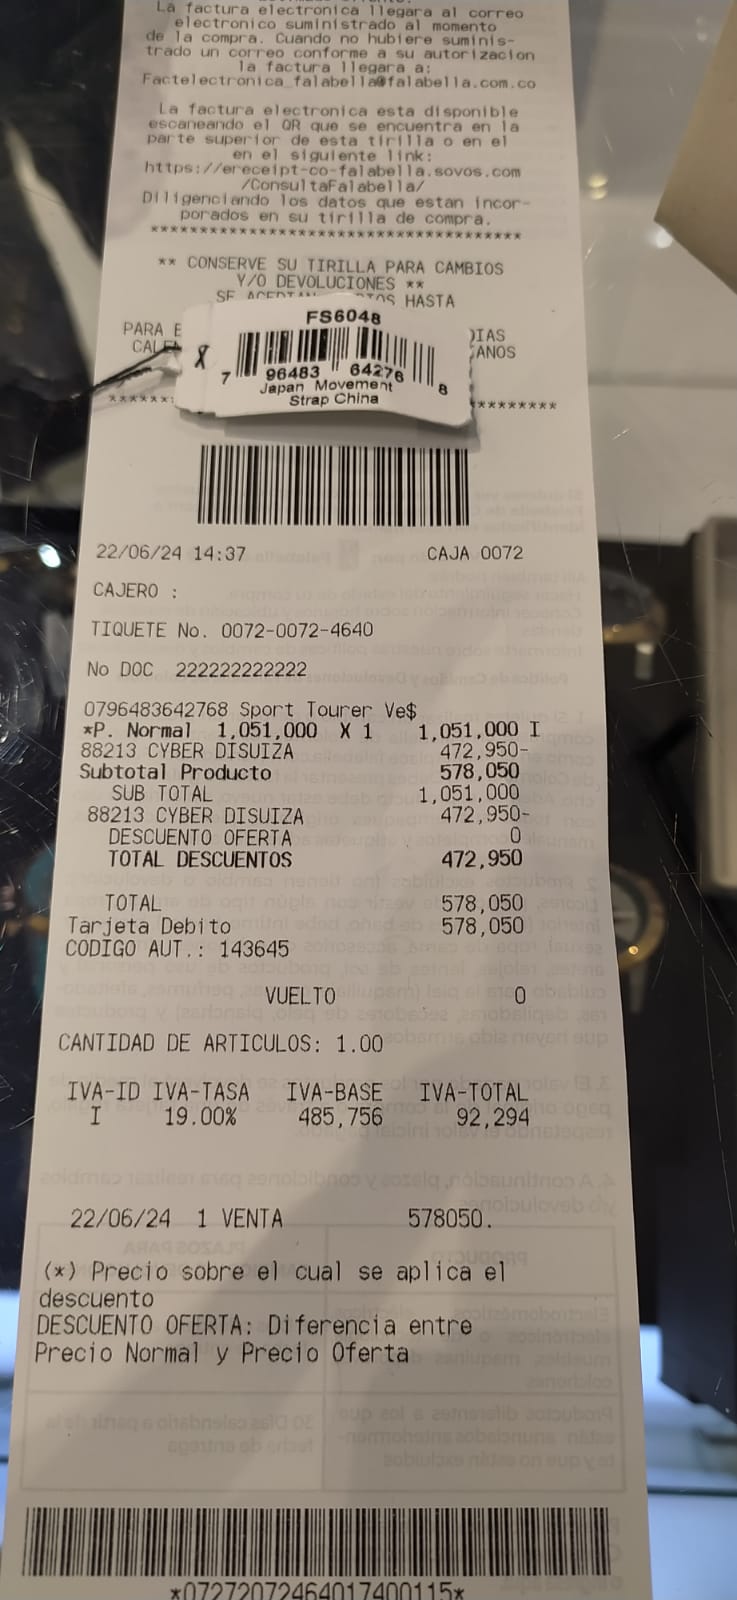 La factura electronica llegara al correo
electronico suministrado al momento
de la compra. Cuando no hubiere suminis-
trado un correo conforme a su autorizacion
la factura llegara a:
Factelectronica_falabella@falabella.com.co
La factura electronica esta disponible
escaneando el QR que se encuentra en la
parte superior de esta tirilla o en el
en el siguiente link:
https://ereceipt-co-falabella.sovos.com
/ConsultaFalabella/
Diligenciando los datos que estan incor-
porados en su tirilla de compra.
** CONSERVE SU TIRILLA PARA CAMBIOS
Y/O DEVOLUCIONES **
SE HASTA
PARA
FS6048
7 96483 64276 8
Japan Movement
Strap China
22/06/24 14:37 CAJA 0072
CAJERO :
TIQUETE No. 0072-0072-4640
No DOC 222222222222
0796483642768 Sport Tourer Ve$
*P. Normal 1,051,000 X 1 1,051,000 I
88213 CYBER DISUIZA 472,950-
Subtotal Producto 578,050
SUB TOTAL 1,051,000
88213 CYBER DISUIZA 472,950-
DESCUENTO OFERTA 0
TOTAL DESCUENTOS 472,950
TOTAL 578,050
Tarjeta Debito 578,050
CODIGO AUT.: 143645
VUELTO 0
CANTIDAD DE ARTICULOS: 1.00
IVA-ID IVA-TASA IVA-BASE IVA-TOTAL
I 19.00% 485,756 92,294
22/06/24 1 VENTA 578050.
(*) Precio sobre el cual se aplica el
descuento
DESCUENTO OFERTA: Diferencia entre
Precio Normal y Precio Oferta
*07272072464017400115*